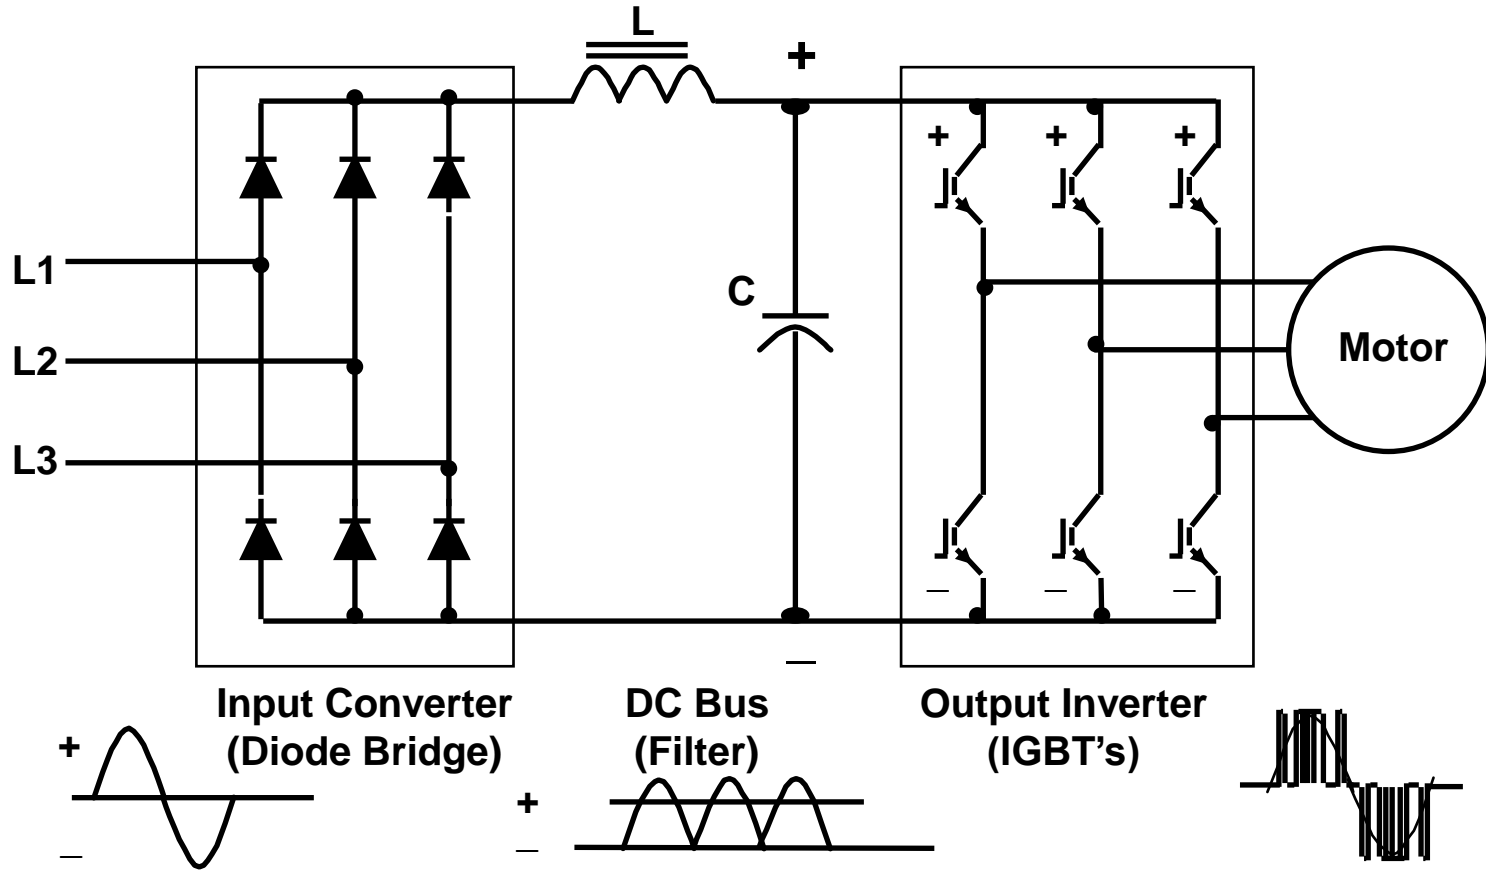 L
+
+ + +
L1
L2
L3
C
Motor
_ _ _
_
Input Converter
(Diode Bridge)
DC Bus
(Filter)
Output Inverter
(IGBT's)
+
_
+
_